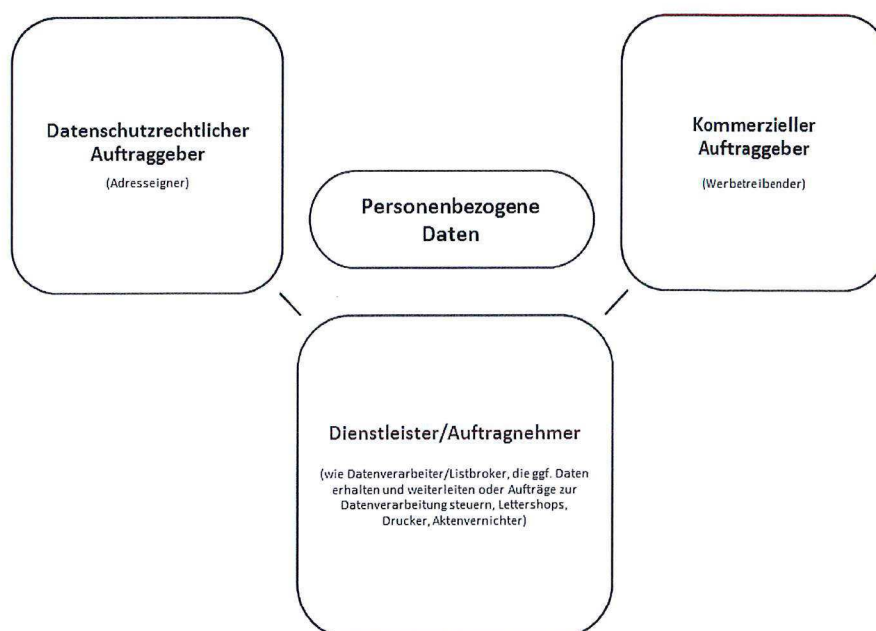 Datenschutzrechtlicher
Auftraggeber
(Adresseigner)
Kommerzieller
Auftraggeber
(Werbetreibender)
Personenbezogene
Daten
Dienstleister/Auftragnehmer
(wie Datenverarbeiter/Listbroker, die ggf. Daten
erhalten und weiterleiten oder Aufträge zur
Datenverarbeitung steuern, Lettershops,
Drucker, Aktenvernichter)